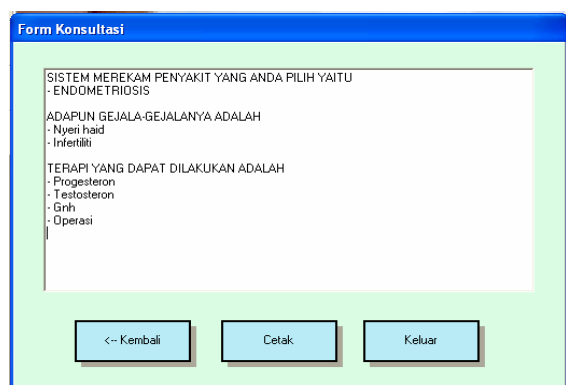 Form Konsultasi
SISTEM MEREKAM PENYAKIT YANG ANDA PILIH YAITU
- ENDOMETRIOSIS
ADAPUN GEJALA-GEJALANYA ADALAH
- Nyeri haid
- Infertiliti
TERAPI YANG DAPAT DILAKUKAN ADALAH
- Progesteron
- Testosteron
- Gnh
- Operasi
<-- Kembali
Cetak
Keluar